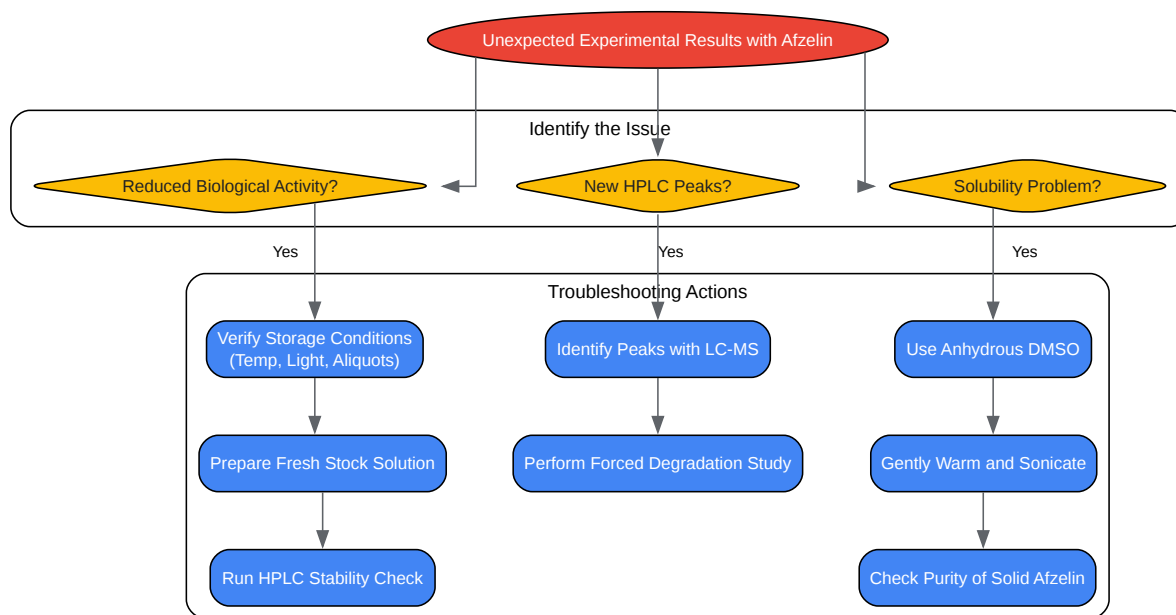 Unexpected Experimental Results with Afzelin
Identify the Issue
Reduced Biological Activity?
New HPLC Peaks?
Solubility Problem?
Yes
Yes
Yes
Troubleshooting Actions
Verify Storage Conditions
(Temp, Light, Aliquots)
Identify Peaks with LC-MS
Use Anhydrous DMSO
Prepare Fresh Stock Solution
Perform Forced Degradation Study
Gently Warm and Sonicate
Run HPLC Stability Check
Check Purity of Solid Afzelin